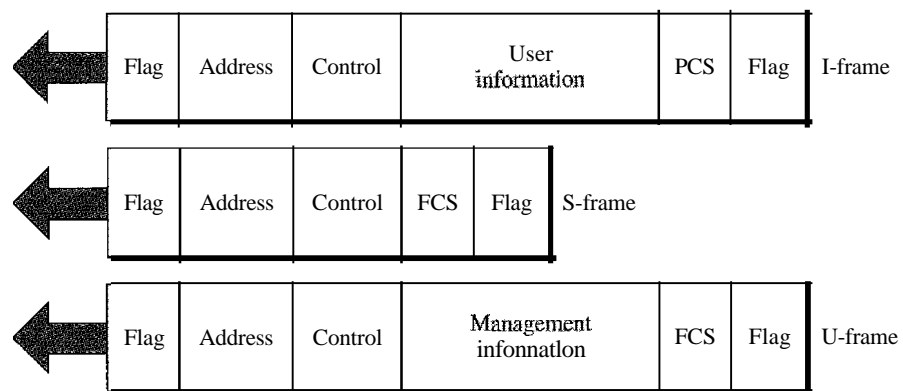 Flag Address Control User information PCS Flag I-frame
Flag Address Control FCS Flag S-frame
Flag Address Control Management infonnatlon FCS Flag U-frame